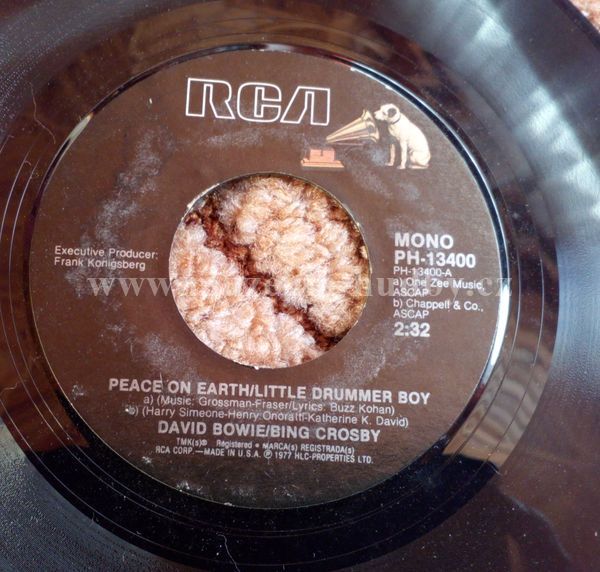 RCA
Executive Producer:
Frank Konigsberg
MONO
PH-13400
PH-13400-A
a) One Zee Music,
ASCAP
b) Chappell & Co.,
ASCAP
2:32
PEACE ON EARTH/LITTLE DRUMMER BOY
a) (Music: Grossman-Fraser/Lyrics: Buzz Kohan)
b) (Harry Simeone-Henry Onoratti-Katherine K. David)
DAVID BOWIE/BING CROSBY
TMK(s)® Registered • MARCA(s) REGISTRADA(s)
RCA CORP.—MADE IN U.S.A. ℗ 1977 HLC-PROPERTIES LTD.